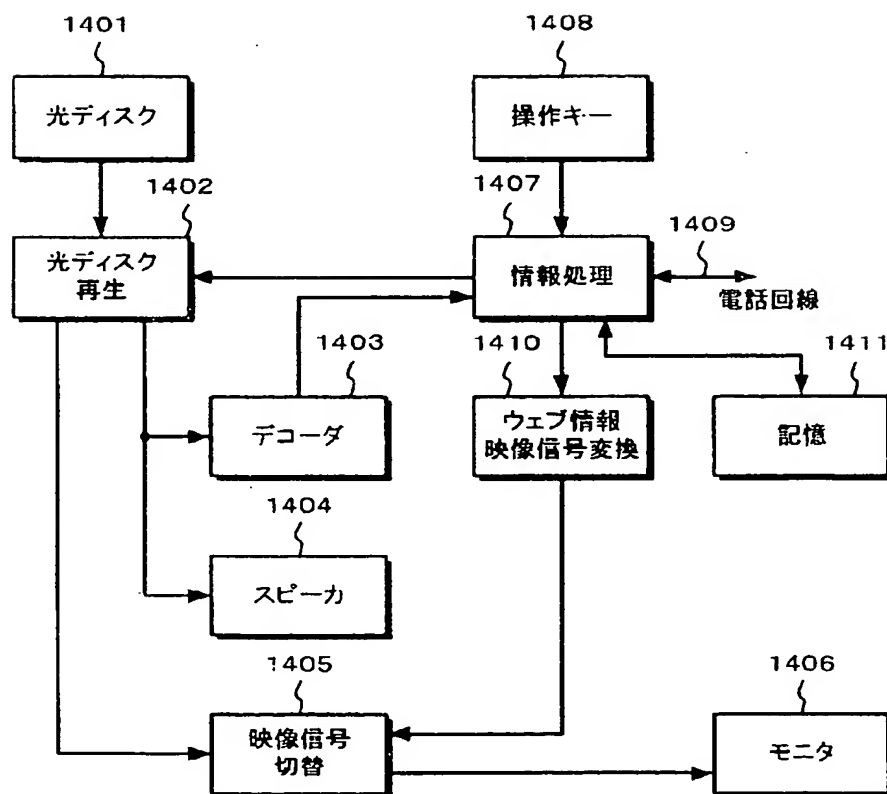 1401
光ディスク
1408
操作キー
1402
光ディスク
再生
1407
情報処理
1409
電話回線
1403
デコーダ
1410
ウェブ情報
映像信号変換
1411
記憶
1404
スピーカ
1405
映像信号
切替
1406
モニタ